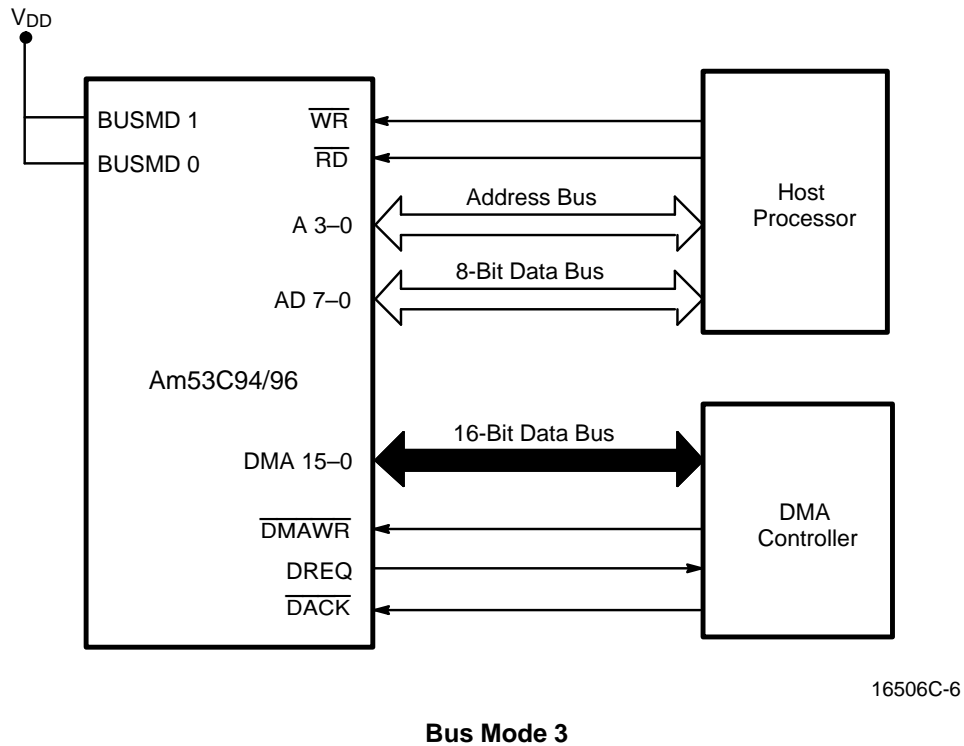 VDD
BUSMD 1
BUSMD 0
WR
RD
A 3–0
AD 7–0
Address Bus
8-Bit Data Bus
Host
Processor
Am53C94/96
DMA 15–0
16-Bit Data Bus
DMAWR
DREQ
DACK
DMA
Controller
16506C-6
Bus Mode 3